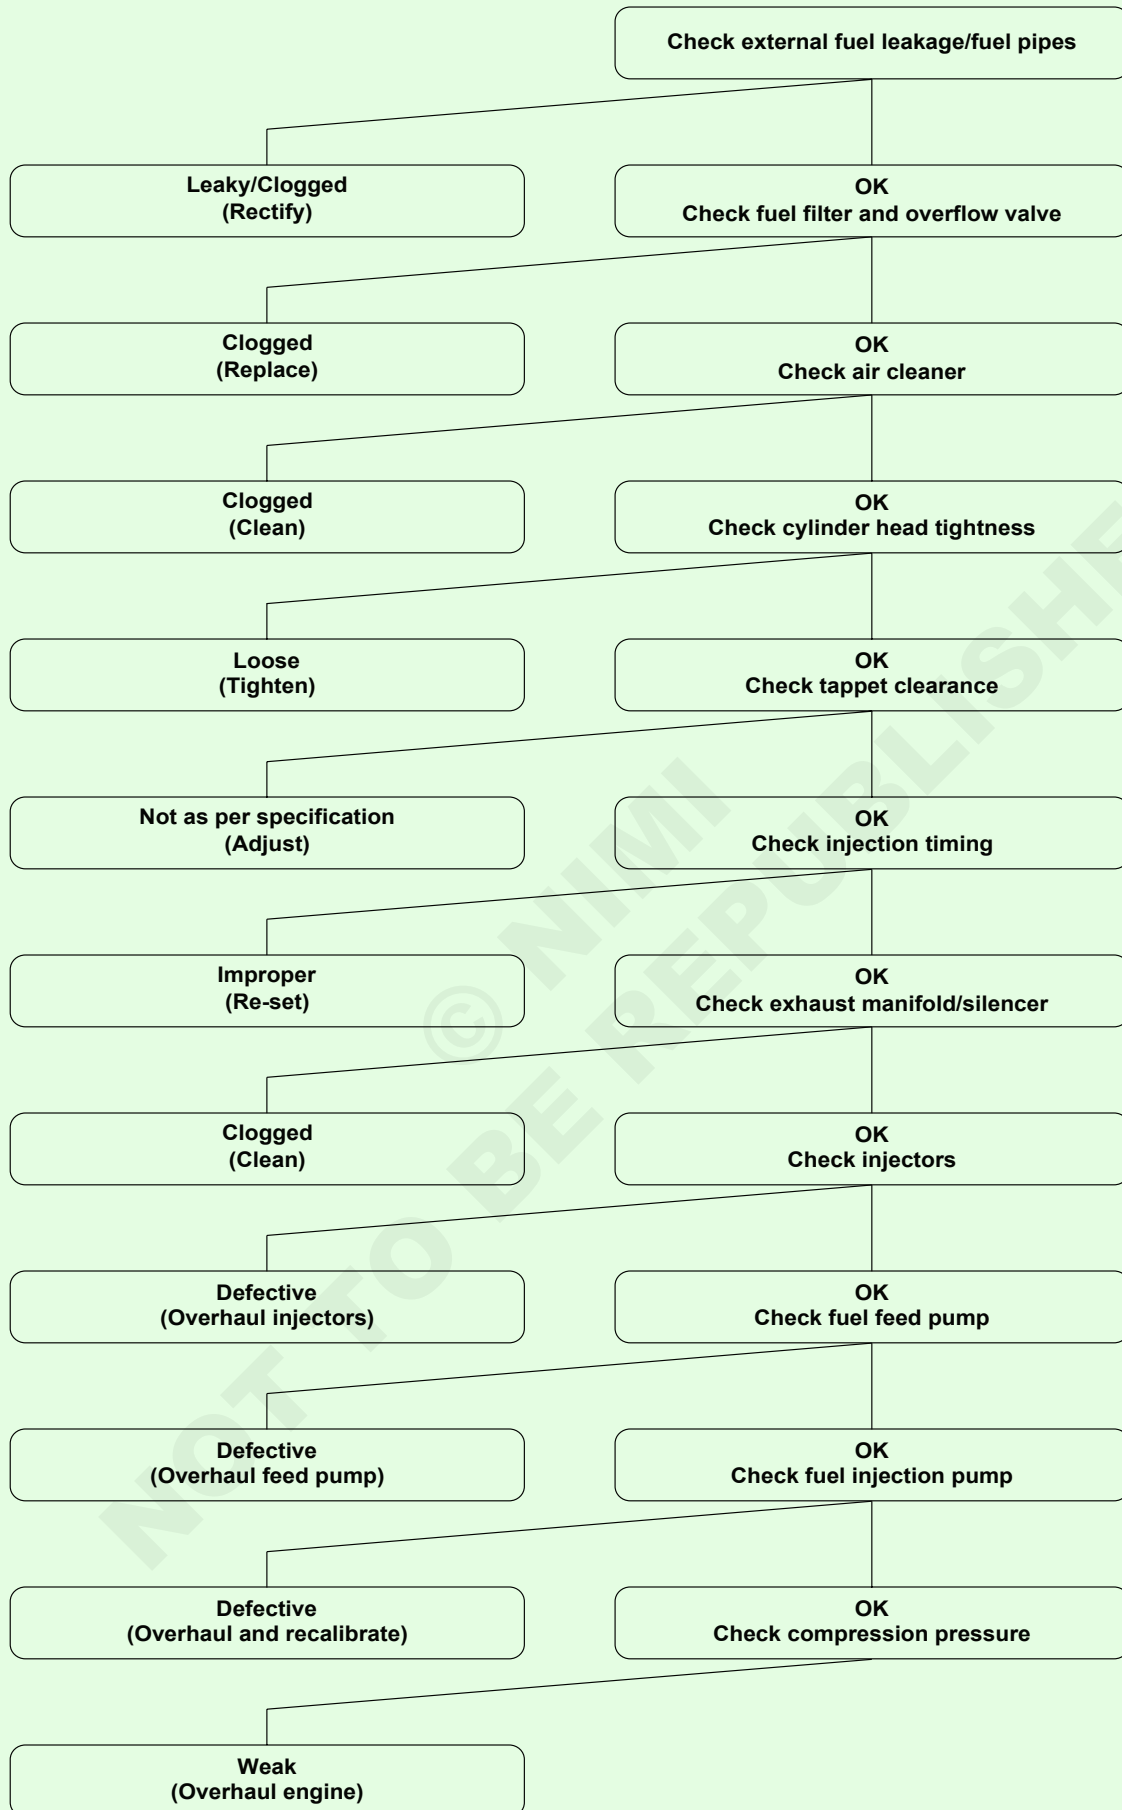 Check external fuel leakage/fuel pipes
Leaky/Clogged
(Rectify)
OK
Check fuel filter and overflow valve
Clogged
(Replace)
OK
Check air cleaner
Clogged
(Clean)
OK
Check cylinder head tightness
Loose
(Tighten)
OK
Check tappet clearance
Not as per specification
(Adjust)
OK
Check injection timing
Improper
(Re-set)
OK
Check exhaust manifold/silencer
Clogged
(Clean)
OK
Check injectors
Defective
(Overhaul injectors)
OK
Check fuel feed pump
Defective
(Overhaul feed pump)
OK
Check fuel injection pump
Defective
(Overhaul and recalibrate)
OK
Check compression pressure
Weak
(Overhaul engine)
© NIMI
NOT TO BE REPUBLISHE